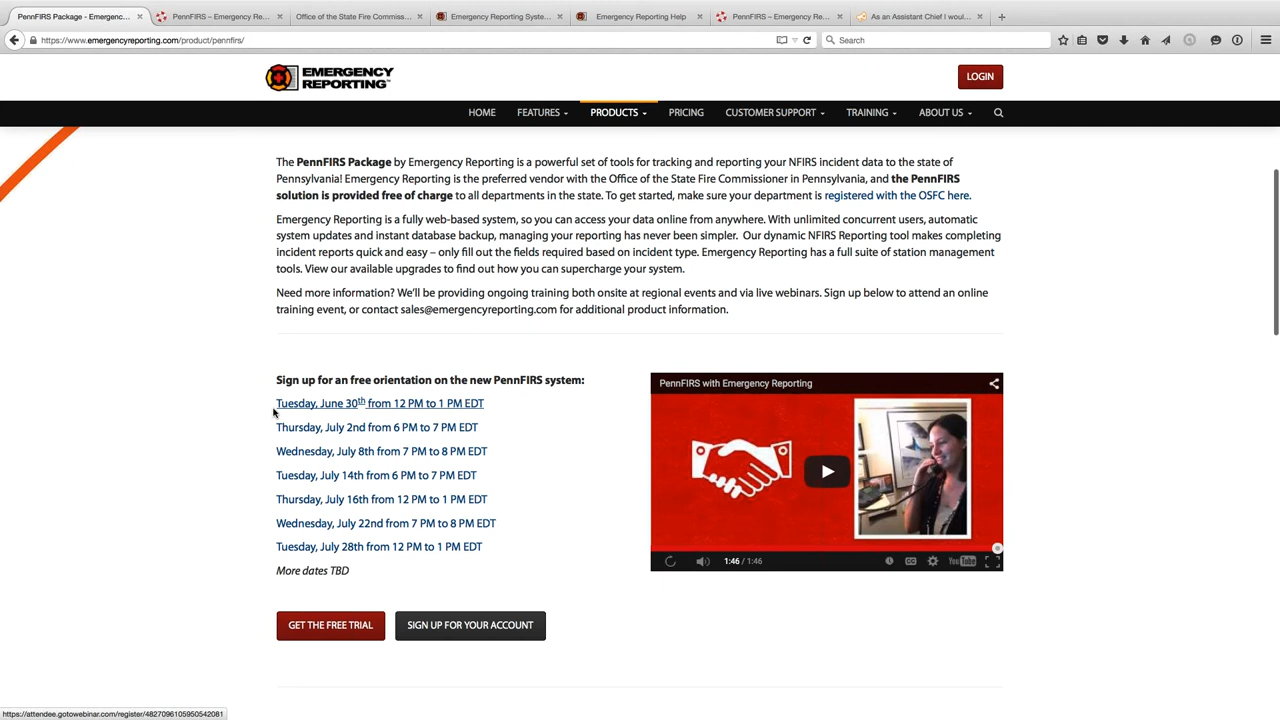 PennFIRS Package - Emergenc...
PennFIRS – Emergency Re...
Office of the State Fire Commiss...
Emergency Reporting Syste...
Emergency Reporting Help
PennFIRS – Emergency Re...
As an Assistant Chief I woul...
https://www.emergencyreporting.com/product/pennfirs/
Search
EMERGENCY
REPORTING
LOGIN
HOME
FEATURES
PRODUCTS
PRICING
CUSTOMER SUPPORT
TRAINING
ABOUT US
The PennFIRS Package by Emergency Reporting is a powerful set of tools for tracking and reporting your NFIRS incident data to the state of
Pennsylvania! Emergency Reporting is the preferred vendor with the Office of the State Fire Commissioner in Pennsylvania, and the PennFIRS
solution is provided free of charge to all departments in the state. To get started, make sure your department is registered with the OSFC here.
Emergency Reporting is a fully web-based system, so you can access your data online from anywhere. With unlimited concurrent users, automatic
system updates and instant database backup, managing your reporting has never been simpler. Our dynamic NFIRS Reporting tool makes completing
incident reports quick and easy – only fill out the fields required based on incident type. Emergency Reporting has a full suite of station management
tools. View our available upgrades to find out how you can supercharge your system.
Need more information? We'll be providing ongoing training both onsite at regional events and via live webinars. Sign up below to attend an online
training event, or contact sales@emergencyreporting.com for additional product information.
Sign up for an free orientation on the new PennFIRS system:
Tuesday, June 30th from 12 PM to 1 PM EDT
Thursday, July 2nd from 6 PM to 7 PM EDT
Wednesday, July 8th from 7 PM to 8 PM EDT
Tuesday, July 14th from 6 PM to 7 PM EDT
Thursday, July 16th from 12 PM to 1 PM EDT
Wednesday, July 22nd from 7 PM to 8 PM EDT
Tuesday, July 28th from 12 PM to 1 PM EDT
More dates TBD
PennFIRS with Emergency Reporting
1:46 / 1:46
CC
YouTube
GET THE FREE TRIAL
SIGN UP FOR YOUR ACCOUNT
https://attendee.gotowebinar.com/register/4827096105950542081